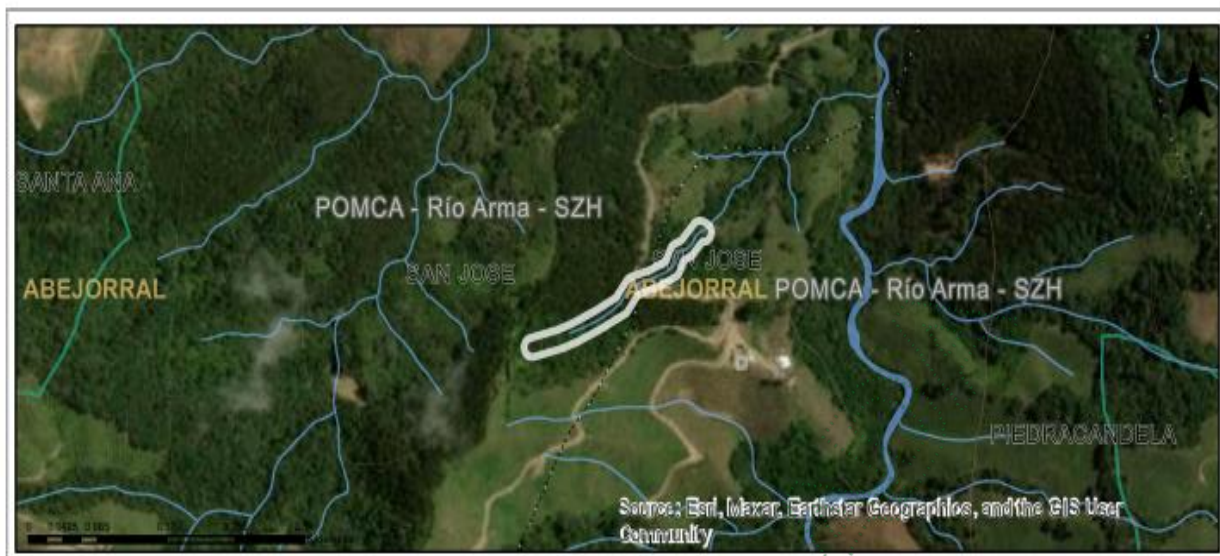 SANTA ANA
POMCA - Río Arma - SZH
SAN JOSE
ABEJORRAL
JOSE
ABEJORRAL POMCA - Río Arma - SZH
PIEDRACANDELA
Source: Esri, Maxar, Earthstar Geographics, and the GIS User
Community
0